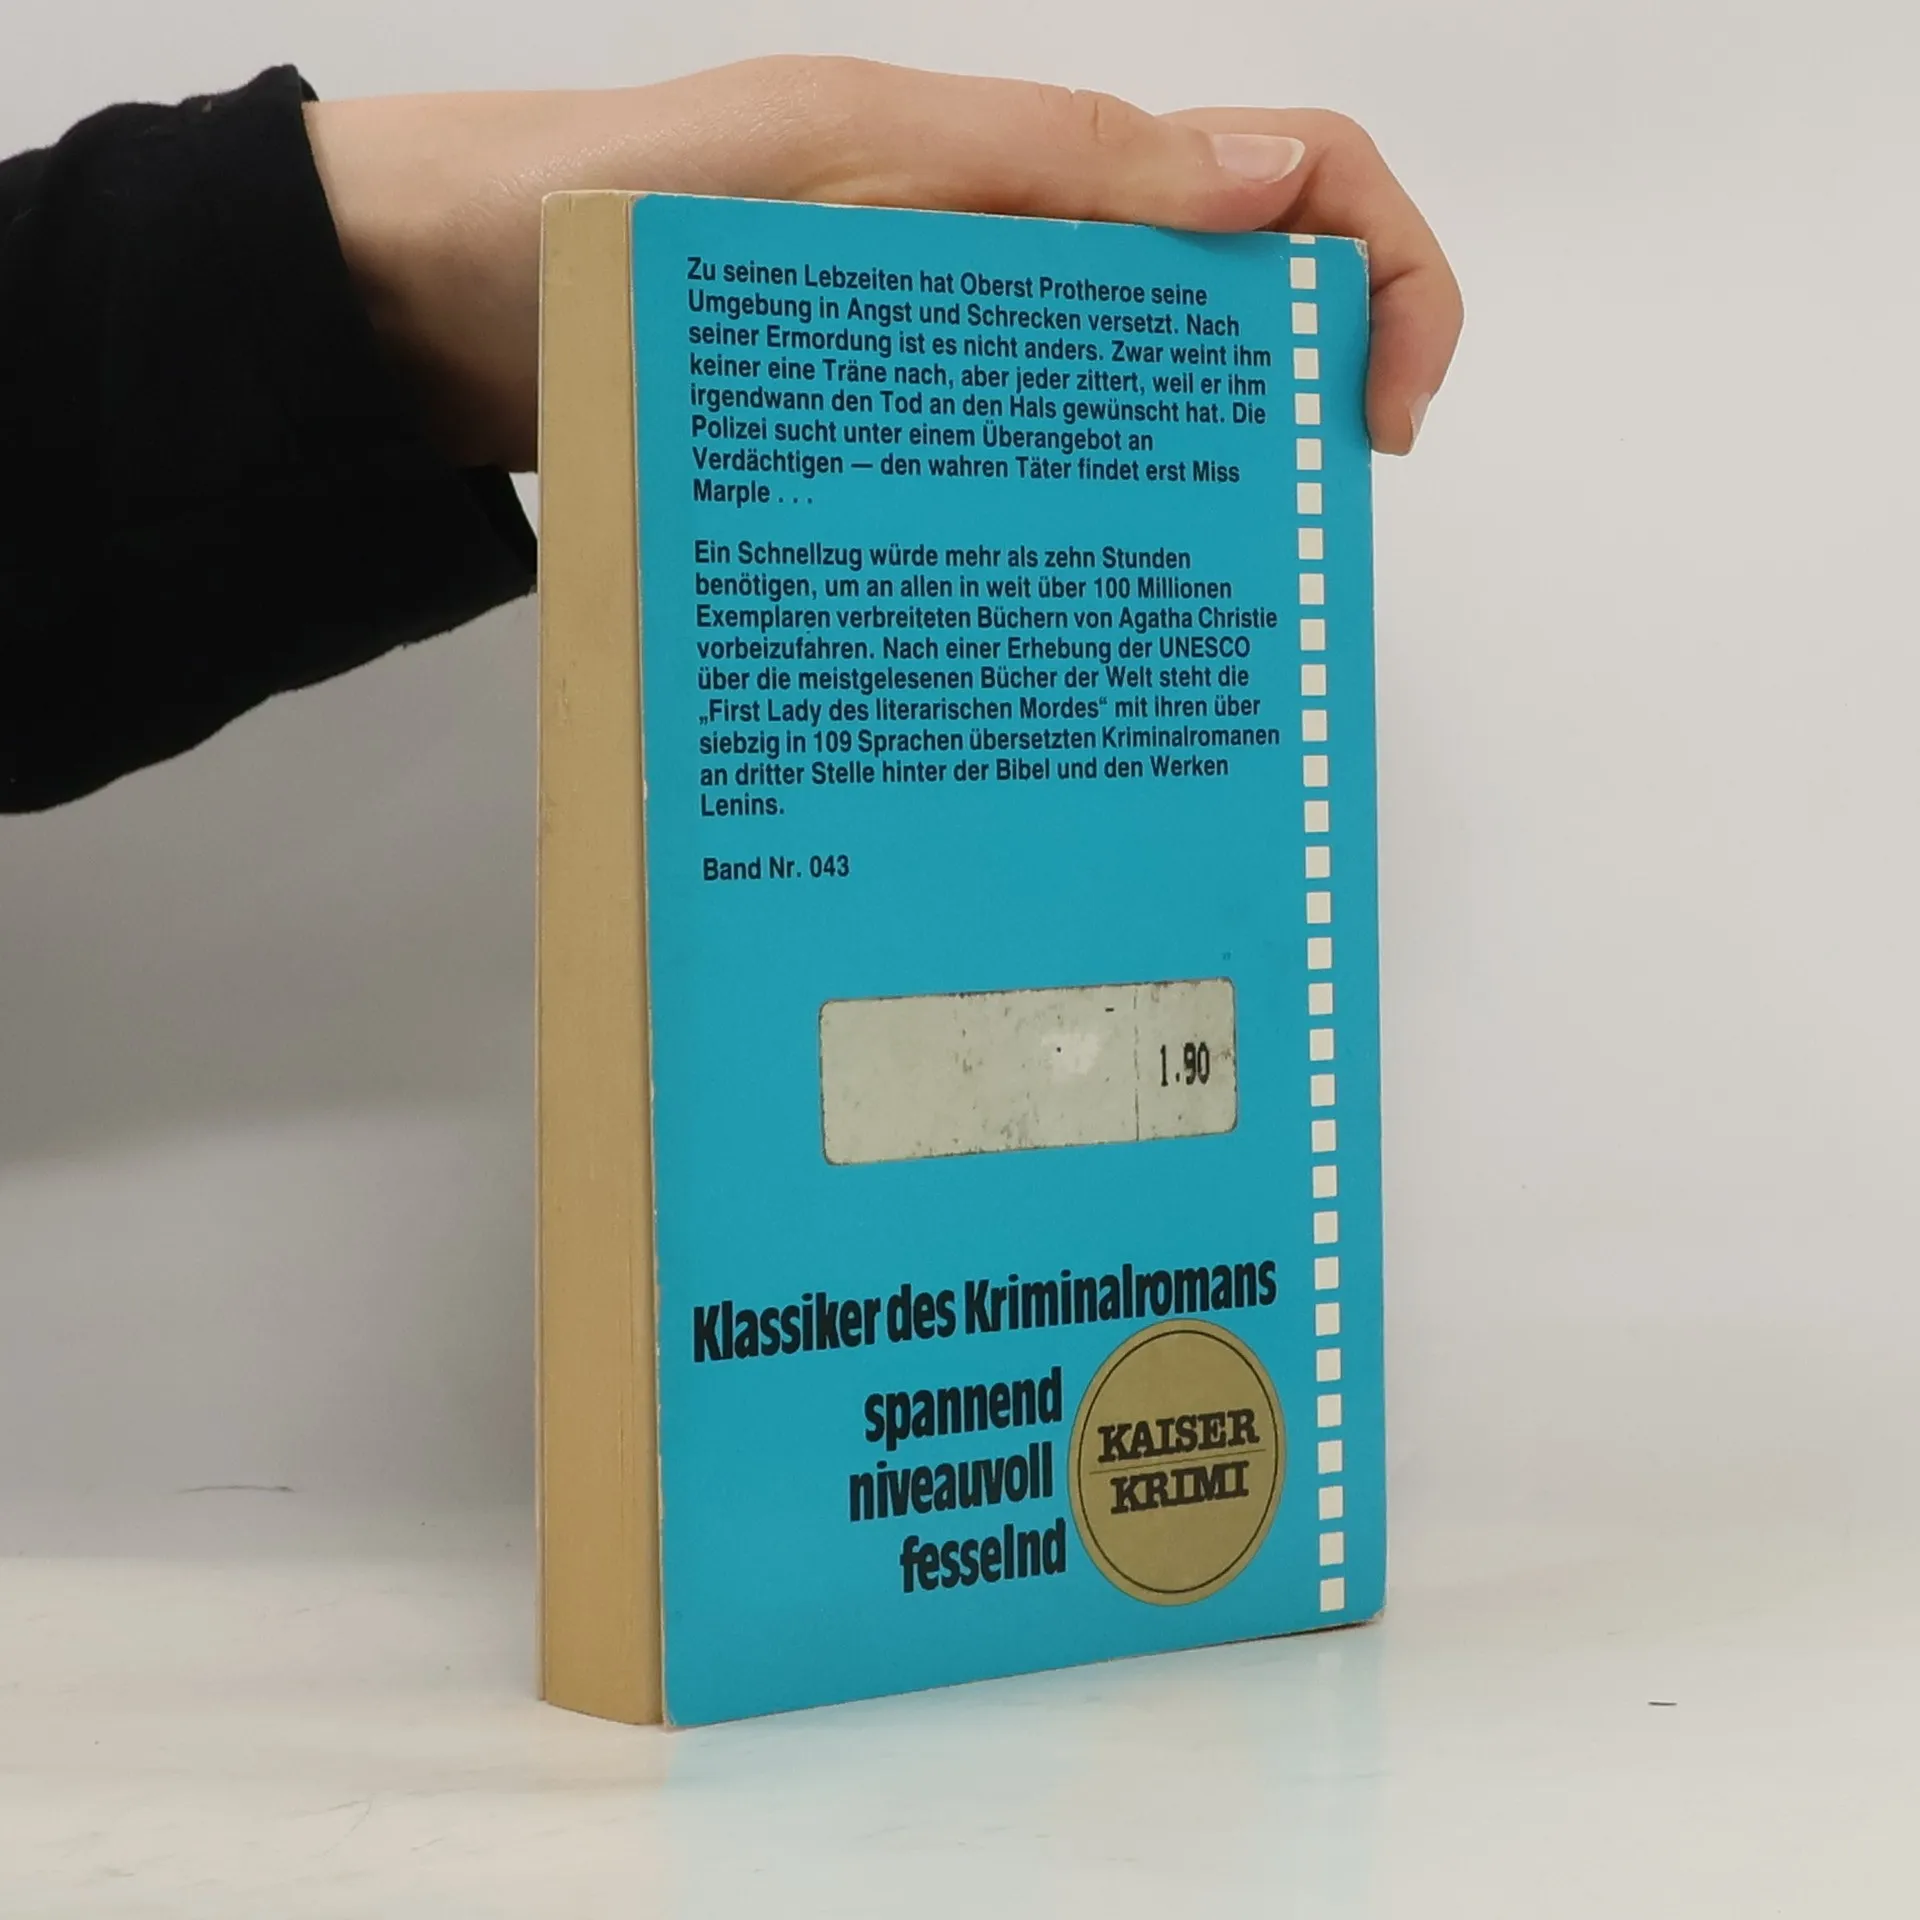 Zu seinen Lebzeiten hat Oberst Protheroe seine
Umgebung in Angst und Schrecken versetzt. Nach
seiner Ermordung ist es nicht anders. Zwar weint ihm
keiner eine Träne nach, aber jeder zittert, weil er ihm
irgendwann den Tod an den Hals gewünscht hat. Die
Polizei sucht unter einem Überangebot an
Verdächtigen — den wahren Täter findet erst Miss
Marple . . .
Ein Schnellzug würde mehr als zehn Stunden
benötigen, um an allen in weit über 100 Millionen
Exemplaren verbreiteten Büchern von Agatha Christie
vorbeizufahren. Nach einer Erhebung der UNESCO
über die meistgelesenen Bücher der Welt steht die
„First Lady des literarischen Mordes“ mit ihren über
siebzig in 109 Sprachen übersetzten Kriminalromanen
an dritter Stelle hinter der Bibel und den Werken
Lenins.
Band Nr. 043
1.90
Klassiker des Kriminalromans
spannend
niveauvoll
fesselnd
KAISER
KRIMI